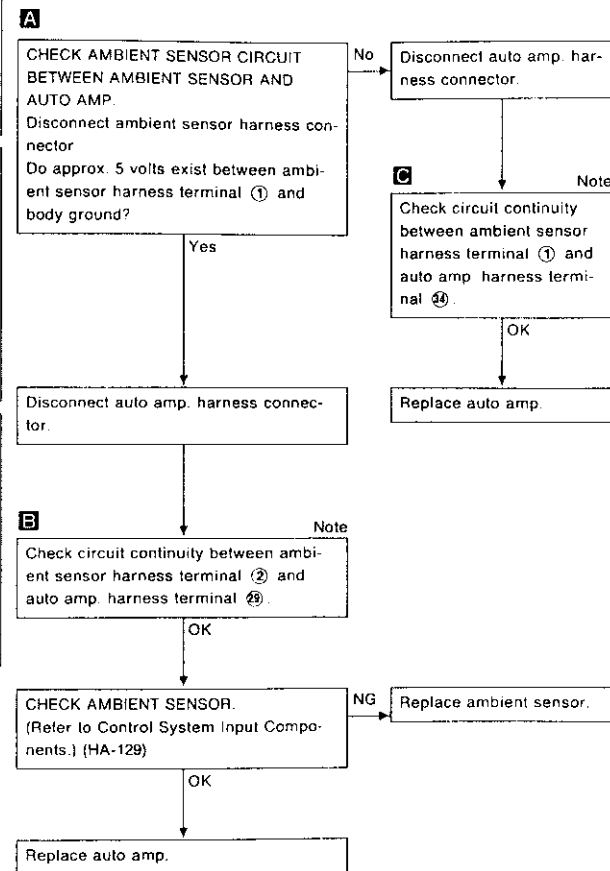 A
CHECK AMBIENT SENSOR CIRCUIT
BETWEEN AMBIENT SENSOR AND
AUTO AMP.
Disconnect ambient sensor harness con-
nector
Do approx. 5 volts exist between ambi-
ent sensor harness terminal ① and
body ground?
No
Disconnect auto amp. har-
ness connector.
C
Note
Check circuit continuity
between ambient sensor
harness terminal ① and
auto amp harness termi-
nal ㉞.
OK
Replace auto amp.
Yes
Disconnect auto amp. harness connec-
tor.
B
Note
Check circuit continuity between ambi-
ent sensor harness terminal ② and
auto amp. harness terminal ㉙.
OK
CHECK AMBIENT SENSOR.
(Refer to Control System Input Compo-
nents.) (HA-129)
NG
Replace ambient sensor.
OK
Replace auto amp.